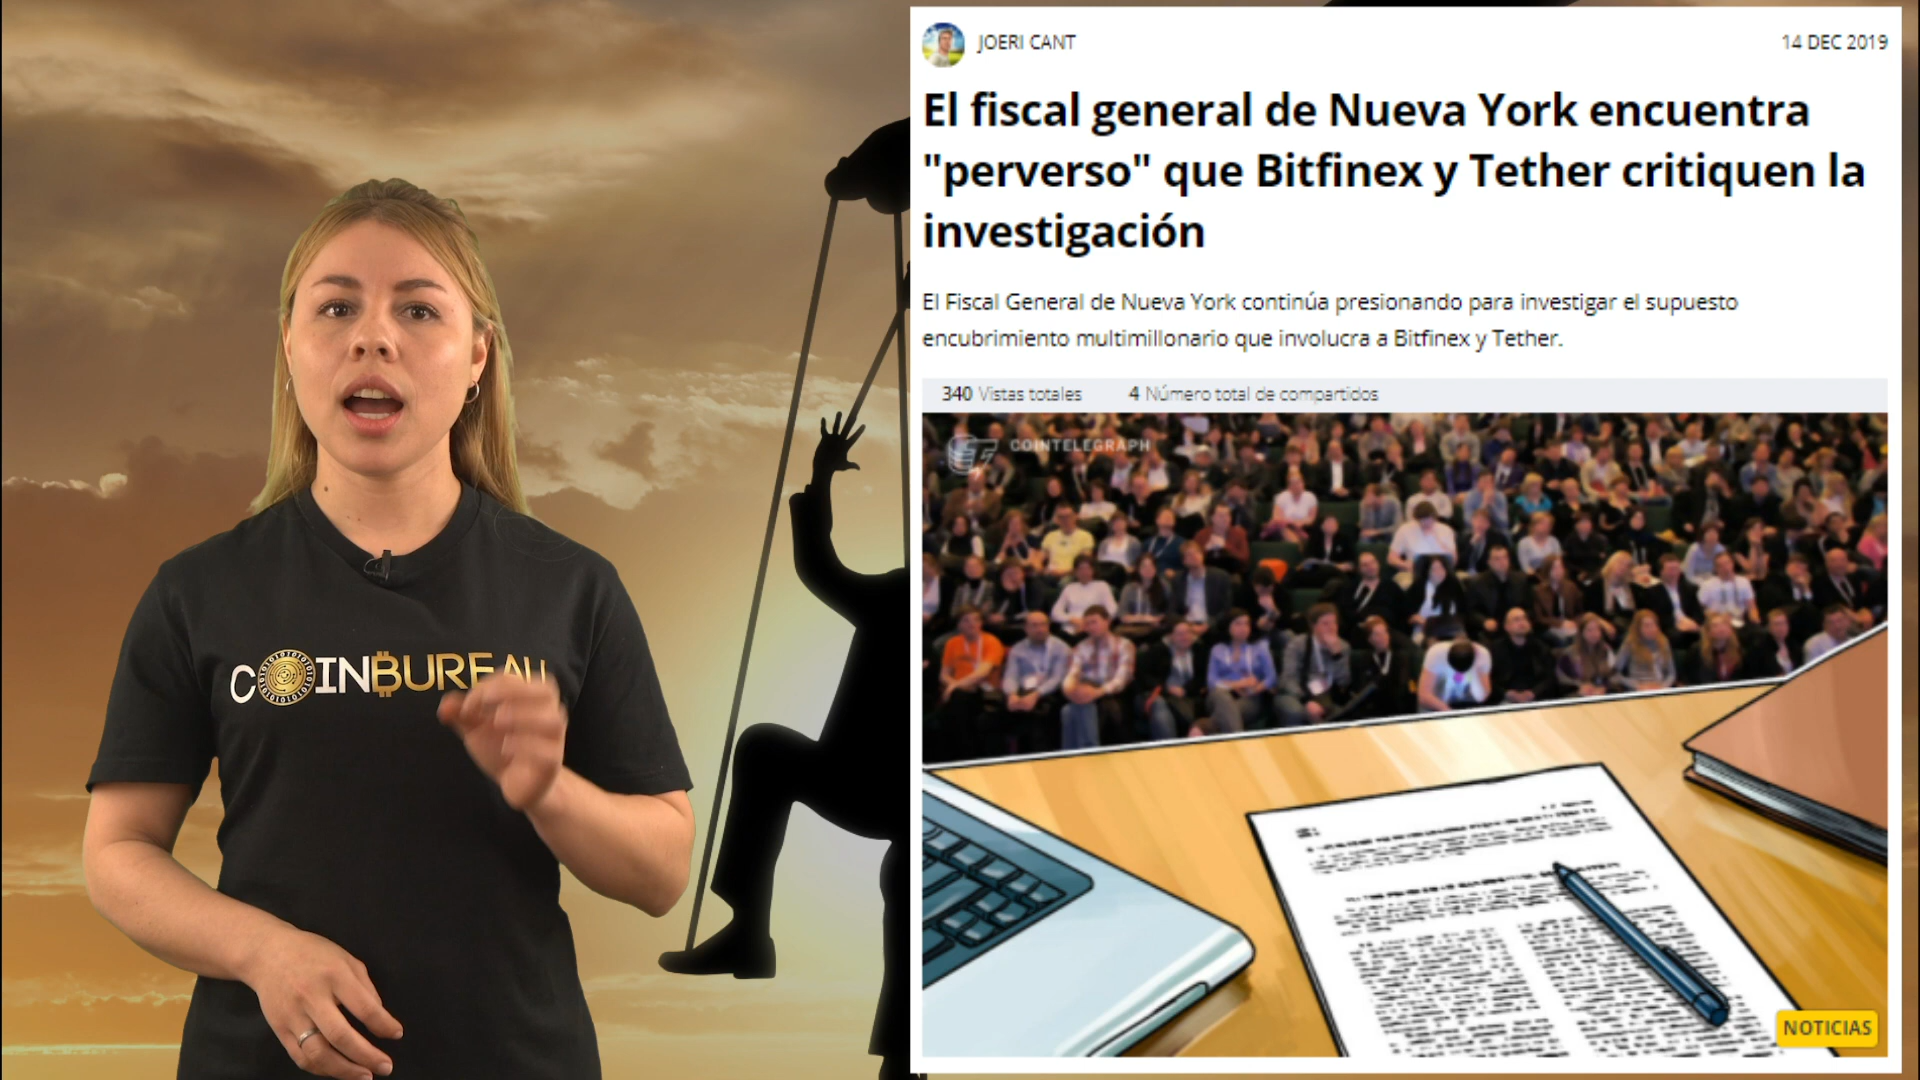 JOERI CANT
14 DEC 2019
El fiscal general de Nueva York encuentra
"perverso" que Bitfinex y Tether critiquen la
investigación
El Fiscal General de Nueva York continúa presionando para investigar el supuesto
encubrimiento multimillonario que involucra a Bitfinex y Tether.
340 Vistas totales 4 Número total de compartidos
COINTELEGRAPH
COINBUREAU
NOTICIAS